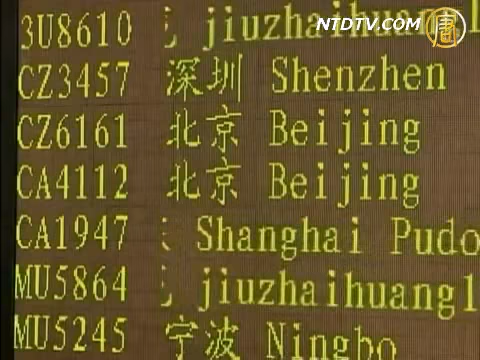 NTDTV.COM
3U8610 jiuzhaihuangl
CZ3457 深圳 Shenzhen
CZ6161 北京 Beijing
CA4112 北京 Beijing
CA1947 Shanghai Pudo
MU5864 jiuzhaihuangl
MU5245 宁波 Ningbo